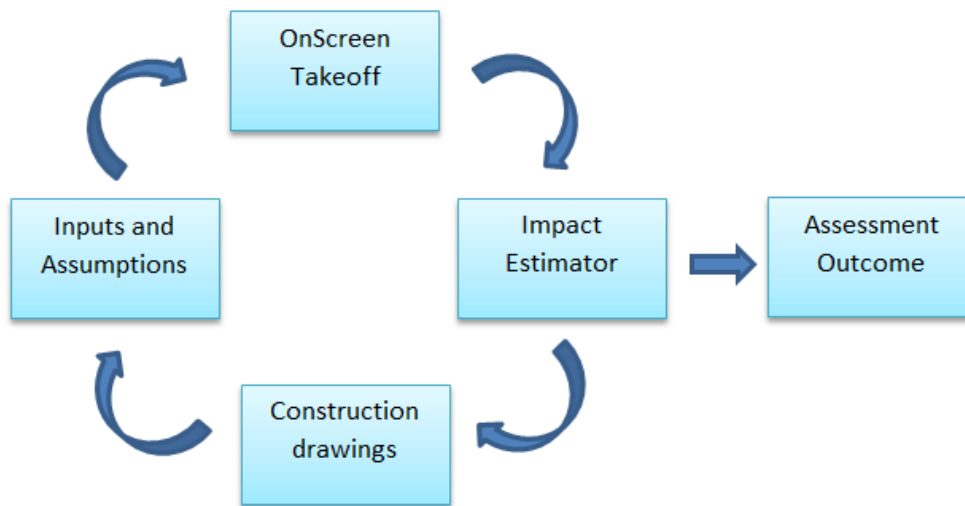 OnScreen
Takeoff
Inputs and
Assumptions
Impact
Estimator
Assessment
Outcome
Construction
drawings